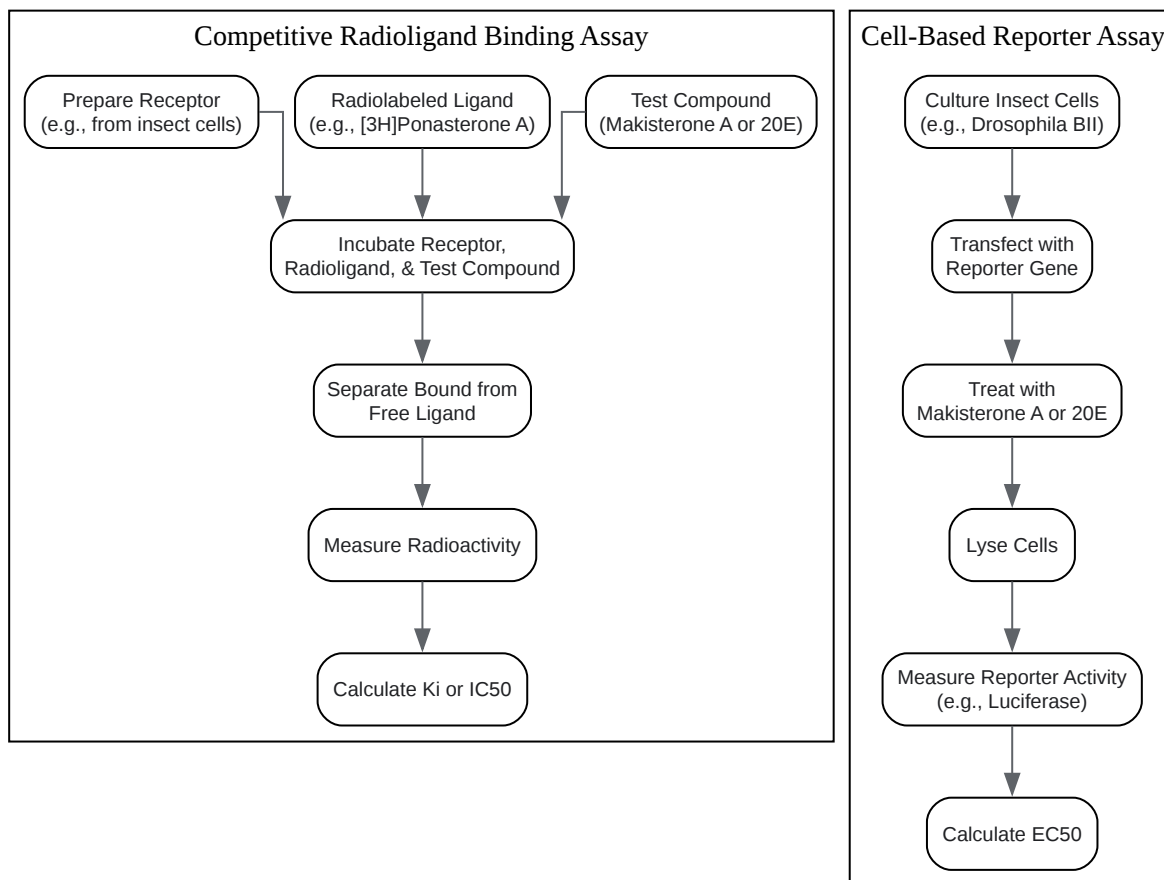 Competitive Radioligand Binding Assay
Prepare Receptor
(e.g., from insect cells)
Radiolabeled Ligand
(e.g., [3H]Ponasterone A)
Test Compound
(Makisterone A or 20E)
Incubate Receptor,
Radioligand, & Test Compound
Separate Bound from
Free Ligand
Measure Radioactivity
Calculate Ki or IC50
Cell-Based Reporter Assay
Culture Insect Cells
(e.g., Drosophila BII)
Transfect with
Reporter Gene
Treat with
Makisterone A or 20E
Lyse Cells
Measure Reporter Activity
(e.g., Luciferase)
Calculate EC50